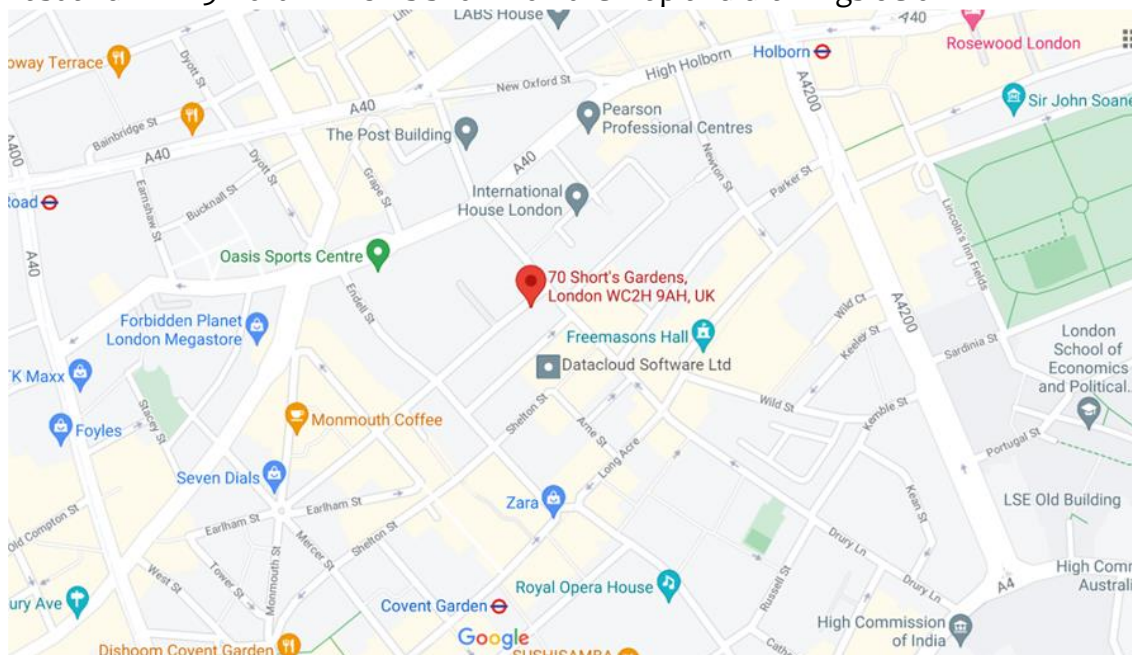 LABS House
A40
Rosewood London
Holborn
High Holborn
oway Terrace
Dyott St
New Oxford St
A40
Pearson
Professional Centres
Sir John Soane
A4200
Bainbridge St
The Post Building
A400
A40
A40
Dyott St
Grape St
Newton St
Parker St
Road
Earnshaw St
Bucknall St
International
House London
Lincoln's Inn Fields
Oasis Sports Centre
A40
70 Short's Gardens,
London WC2H 9AH, UK
Endell St
Forbidden Planet
London Megastore
Freemasons Hall
Wild Ct
Keeley St
A4200
Sardinia St
London
School of
Economics
and Political...
Datacloud Software Ltd
TK Maxx
Stacey St
Monmouth Coffee
Shelton St
Arne St
Long Acre
Wild St
Kemble St
Foyles
Portugal St
Seven Dials
Zara
Kean St
LSE Old Building
Earlham St
Earlham St
Old Compton St
Mercer St
Shelton St
Drury Ln
West St
Tower St
Monmouth St
Royal Opera House
Russell St
Drury Ln
A4
High Comm
Australi
ury Ave
Covent Garden
High Commission
of India
Google
Dishoom Covent Garden
SUSHISAMBA